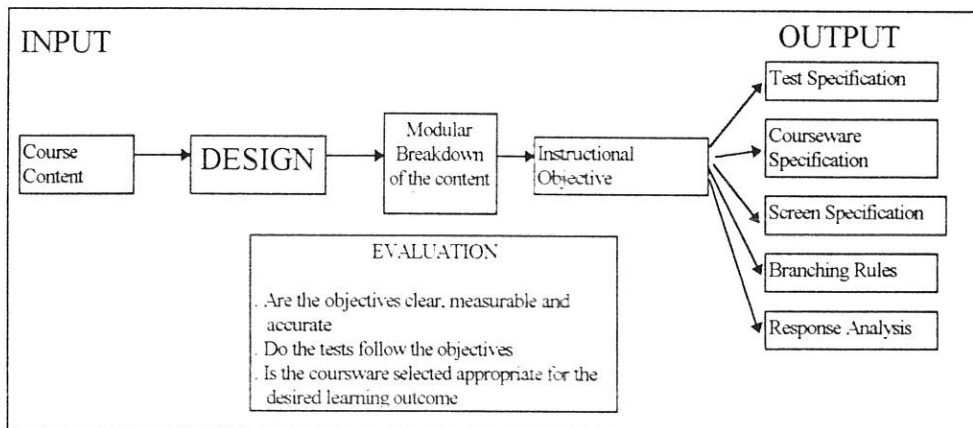 INPUT
OUTPUT
Course
Content
DESIGN
Modular
Breakdown
of the content
Instructional
Objective
Test Specification
Courseware
Specification
Screen Specification
Branching Rules
Response Analysis
EVALUATION
. Are the objectives clear, measurable and
accurate
. Do the tests follow the objectives
. Is the coursware selected appropriate for the
desired learning outcome